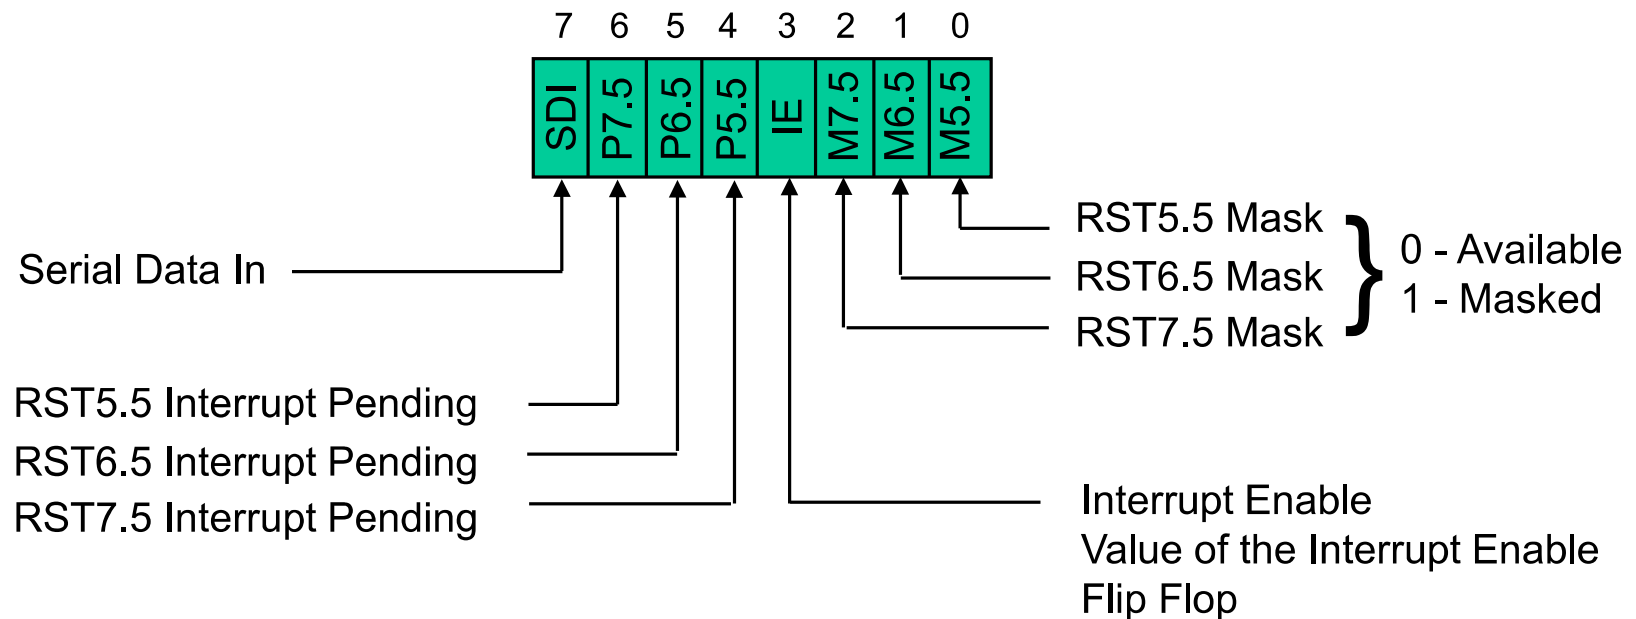 7 6 5 4 3 2 1 0
SDI P7.5 P6.5 P5.5 IE M7.5 M6.5 M5.5
Serial Data In
RST5.5 Interrupt Pending
RST6.5 Interrupt Pending
RST7.5 Interrupt Pending
RST5.5 Mask
RST6.5 Mask
RST7.5 Mask
}
0 - Available
1 - Masked
Interrupt Enable
Value of the Interrupt Enable
Flip Flop